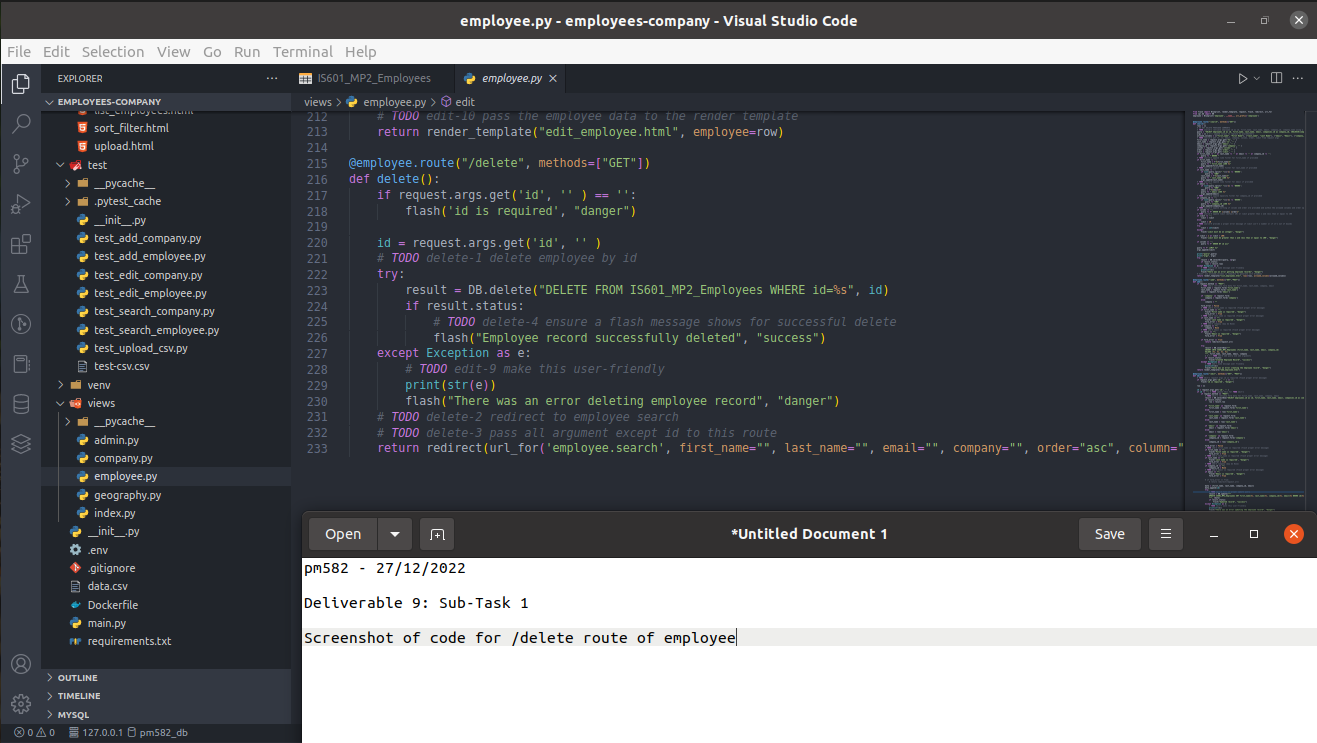 employee.py - employees-company - Visual Studio Code
File Edit Selection View Go Run Terminal Help
EXPLORER
IS601_MP2_Employees
employee.py
EMPLOYEES-COMPANY
views > employee.py > edit
list_employees.html
sort_filter.html
upload.html
test
__pycache__
.pytest_cache
__init__.py
test_add_company.py
test_add_employee.py
test_edit_company.py
test_edit_employee.py
test_search_company.py
test_search_employee.py
test_upload_csv.py
test-csv.csv
venv
views
__pycache__
admin.py
company.py
employee.py
geography.py
index.py
__init__.py
.env
.gitignore
data.csv
Dockerfile
main.py
requirements.txt
OUTLINE
TIMELINE
MYSQL
0 0 127.0.0.1 pm582_db
212 # TODO edit-10 pass the employee data to the render template
213 return render_template("edit_employee.html", employee=row)
214
215 @employee.route("/delete", methods=["GET"])
216 def delete():
217 if request.args.get('id', '' ) == '':
218 flash('id is required', "danger")
219
220 id = request.args.get('id', '' )
221 # TODO delete-1 delete employee by id
222 try:
223 result = DB.delete("DELETE FROM IS601_MP2_Employees WHERE id=%s", id)
224 if result.status:
225 # TODO delete-4 ensure a flash message shows for successful delete
226 flash("Employee record successfully deleted", "success")
227 except Exception as e:
228 # TODO edit-9 make this user-friendly
229 print(str(e))
230 flash("There was an error deleting employee record", "danger")
231 # TODO delete-2 redirect to employee search
232 # TODO delete-3 pass all argument except id to this route
233 return redirect(url_for('employee.search', first_name="", last_name="", email="", company="", order="asc", column="
Open
*Untitled Document 1
Save
pm582 - 27/12/2022
Deliverable 9: Sub-Task 1
Screenshot of code for /delete route of employee